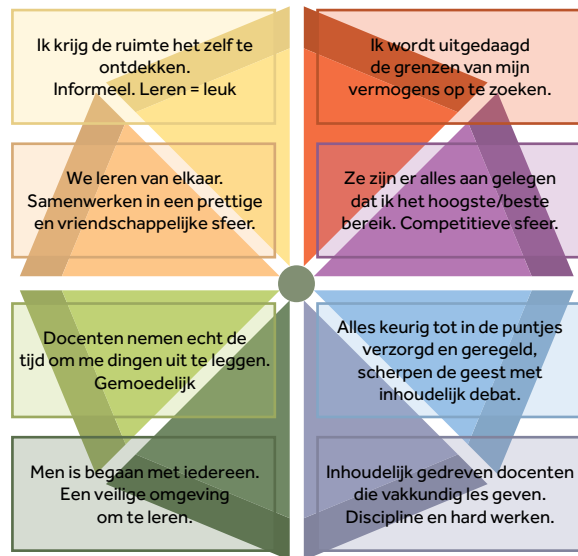 Ik krijg de ruimte het zelf te
ontdekken.
Informeel. Leren = leuk
Ik wordt uitgedaagd
de grenzen van mijn
vermogens op te zoeken.
We leren van elkaar.
Samenwerken in een prettige
en vriendschappelijke sfeer.
Ze zijn er alles aan gelegen
dat ik het hoogste/beste
bereik. Competitieve sfeer.
Docenten nemen echt de
tijd om me dingen uit te leggen.
Gemoedelijk
Alles keurig tot in de puntjes
verzorgd en geregeld,
scherpen de geest met
inhoudelijk debat.
Men is begaan met iedereen.
Een veilige omgeving
om te leren.
Inhoudelijk gedreven docenten
die vakkundig les geven.
Discipline en hard werken.